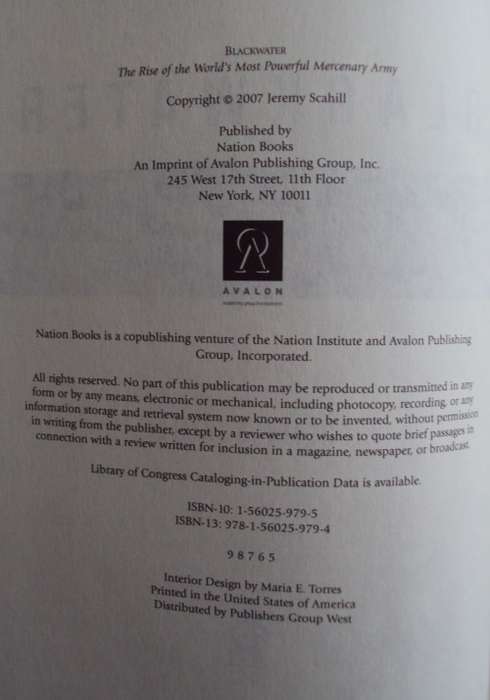 BLACKWATER
The Rise of the World's Most Powerful Mercenary Army
Copyright © 2007 Jeremy Scahill
Published by
Nation Books
An Imprint of Avalon Publishing Group, Inc.
245 West 17th Street, 11th Floor
New York, NY 10011
AVALON
Nation Books is a copublishing venture of the Nation Institute and Avalon Publishing
Group, Incorporated.
All rights reserved. No part of this publication may be reproduced or transmitted in any
form or by any means, electronic or mechanical, including photocopy, recording, or any
information storage and retrieval system now known or to be invented, without permission
in writing from the publisher, except by a reviewer who wishes to quote brief passages in
connection with a review written for inclusion in a magazine, newspaper, or broadcast.
Library of Congress Cataloging-in-Publication Data is available.
ISBN-10: 1-56025-979-5
ISBN-13: 978-1-56025-979-4
9 8 7 6 5
Interior Design by Maria E. Torres
Printed in the United States of America
Distributed by Publishers Group West